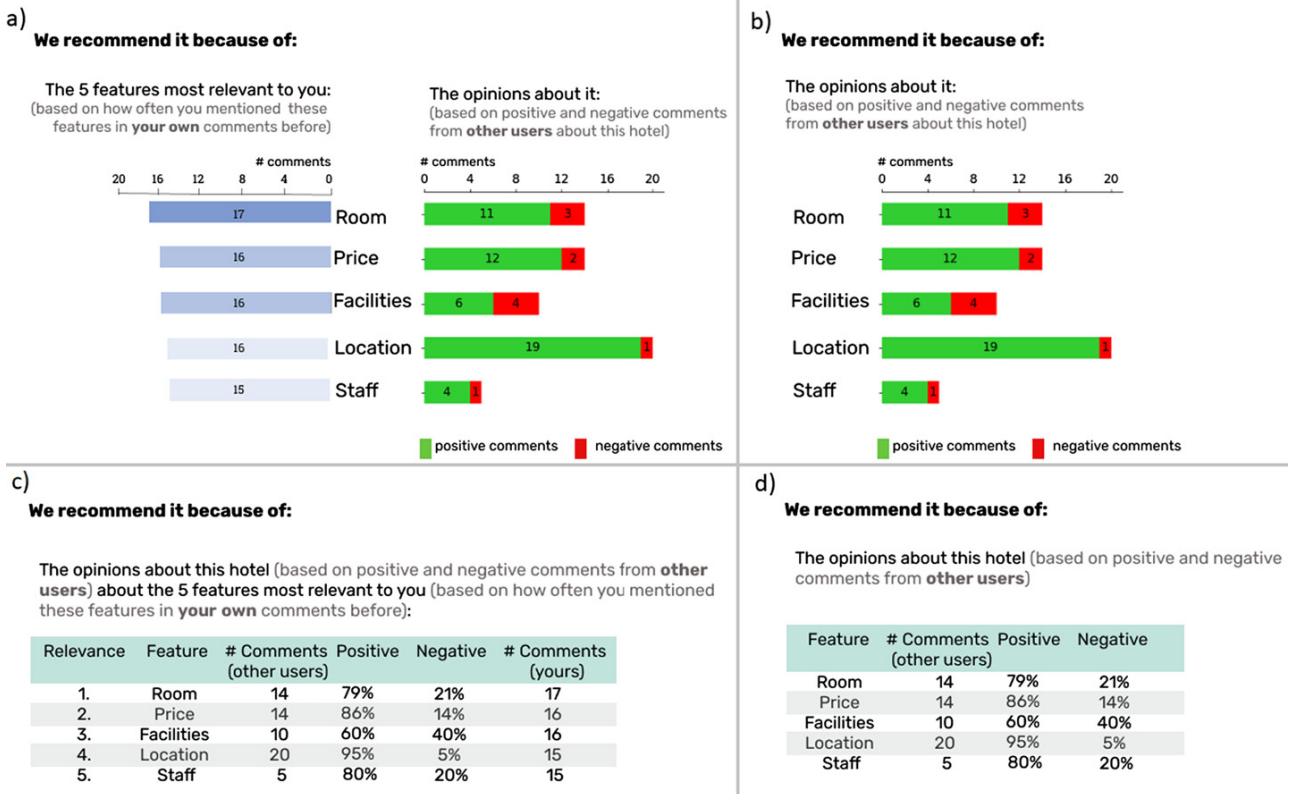 a)
We recommend it because of:
The 5 features most relevant to you:
(based on how often you mentioned these
features in your own comments before)
The opinions about it:
(based on positive and negative comments
from other users about this hotel)
# comments
20 16 12 8 4 0
# comments
0 4 8 12 16 20
17 Room 11 3
16 Price 12 2
16 Facilities 6 4
16 Location 19 1
15 Staff 4 1
positive comments negative comments
b)
We recommend it because of:
The opinions about it:
(based on positive and negative comments
from other users about this hotel)
# comments
0 4 8 12 16 20
Room 11 3
Price 12 2
Facilities 6 4
Location 19 1
Staff 4 1
positive comments negative comments
c)
We recommend it because of:
The opinions about this hotel (based on positive and negative comments from other
users) about the 5 features most relevant to you (based on how often you mentioned
these features in your own comments before):
Relevance Feature # Comments Positive Negative # Comments
(other users) (yours)
1. Room 14 79% 21% 17
2. Price 14 86% 14% 16
3. Facilities 10 60% 40% 16
4. Location 20 95% 5% 15
5. Staff 5 80% 20% 15
d)
We recommend it because of:
The opinions about this hotel (based on positive and negative
comments from other users)
Feature # Comments Positive Negative
(other users)
Room 14 79% 21%
Price 14 86% 14%
Facilities 10 60% 40%
Location 20 95% 5%
Staff 5 80% 20%